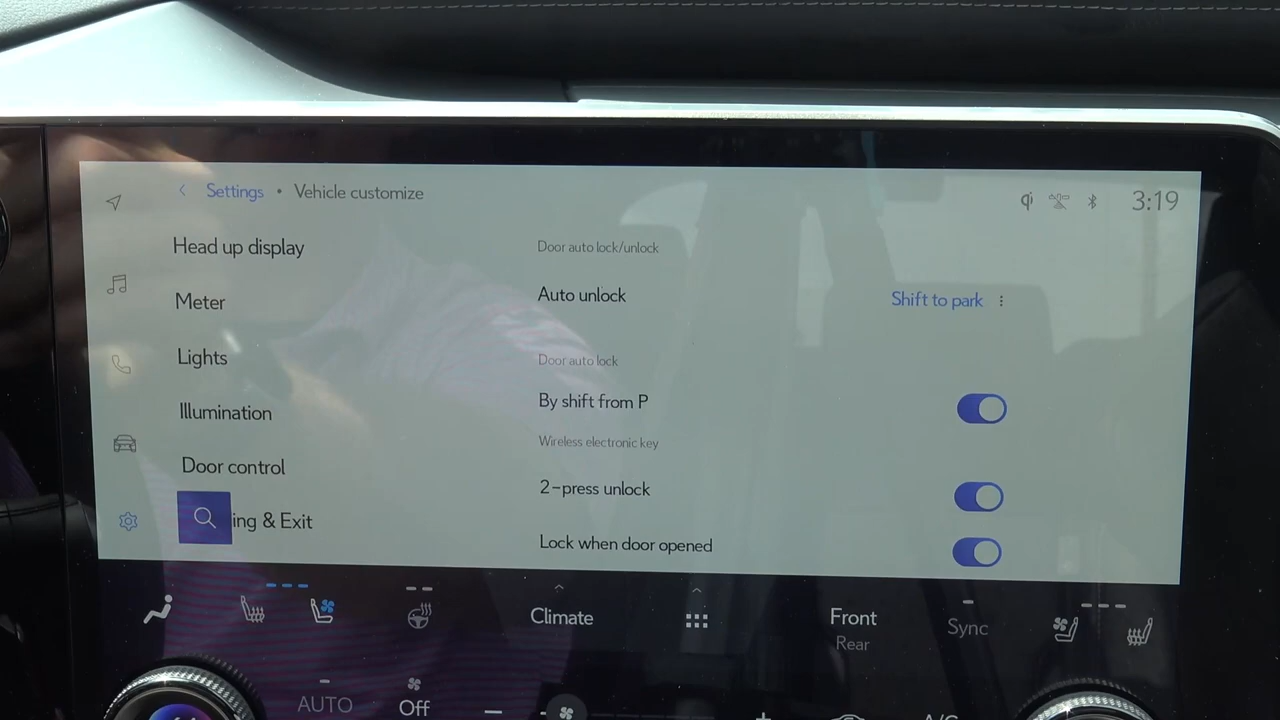 Settings • Vehicle customize
3:19
Head up display
Meter
Lights
Illumination
Door control
ing & Exit
Door auto lock/unlock
Auto unlock
Shift to park
Door auto lock
By shift from P
Wireless electronic key
2-press unlock
Lock when door opened
Climate
Front
Rear
Sync
AUTO
Off